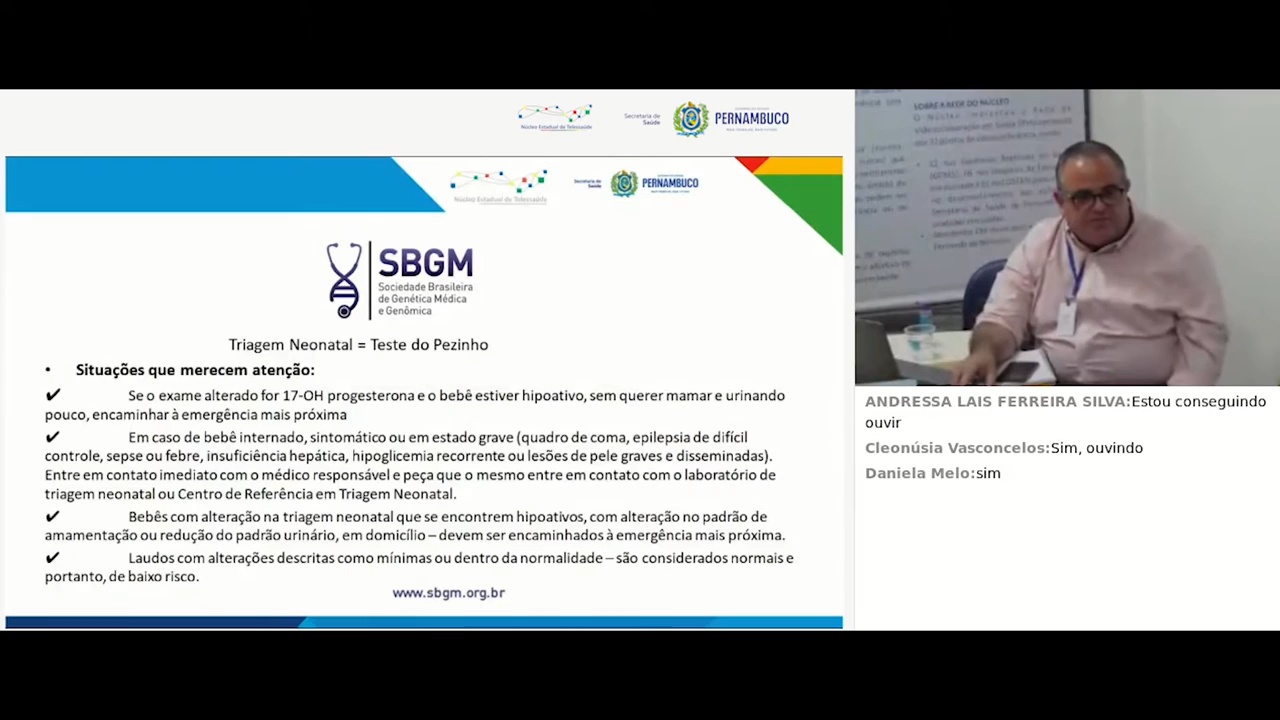 Núcleo Estadual de Telessaúde
Secretaria de
Saúde
PERNAMBUCO
Núcleo Estadual de Telessaúde
Secretaria de
Saúde
PERNAMBUCO
SBGM
Sociedade Brasileira
de Genética Médica
e Genômica
Triagem Neonatal = Teste do Pezinho
• Situações que merecem atenção:
✔ Se o exame alterado for 17-OH progesterona e o bebê estiver hipoativo, sem querer mamar e urinando
pouco, encaminhar à emergência mais próxima
✔ Em caso de bebê internado, sintomático ou em estado grave (quadro de coma, epilepsia de difícil
controle, sepse ou febre, insuficiência hepática, hipoglicemia recorrente ou lesões de pele graves e disseminadas).
Entre em contato imediato com o médico responsável e peça que o mesmo entre em contato com o laboratório de
triagem neonatal ou Centro de Referência em Triagem Neonatal.
✔ Bebês com alteração na triagem neonatal que se encontrem hipoativos, com alteração no padrão de
amamentação ou redução do padrão urinário, em domicílio – devem ser encaminhados à emergência mais próxima.
✔ Laudos com alterações descritas como mínimas ou dentro da normalidade – são considerados normais e
portanto, de baixo risco.
www.sbgm.org.br
SOBRE A REDE DO NÚCLEO
ANDRESSA LAIS FERREIRA SILVA:Estou conseguindo
ouvir
Cleonúsia Vasconcelos:Sim, ouvindo
Daniela Melo:sim